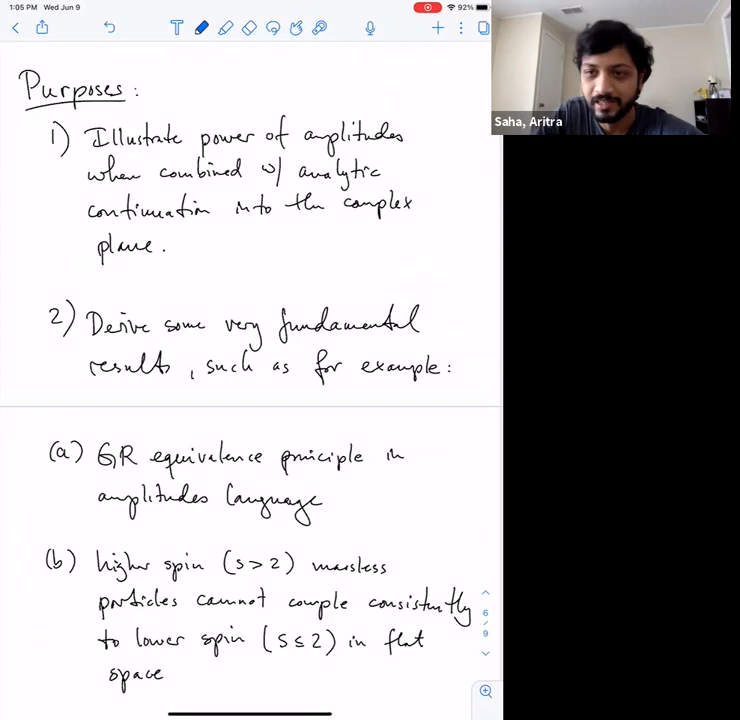 1:05 PM Wed Jun 9
92%
Saha, Aritra
Purposes:
1) Illustrate power of amplitudes
when combined w/ analytic
continuation into the complex
plane.
2) Derive some very fundamental
results, such as for example:
(a) GR equivalence principle in
amplitudes language
(b) higher spin (s > 2) massless
particles cannot couple consistently
to lower spin (s ≤ 2) in flat
space
6
/
9